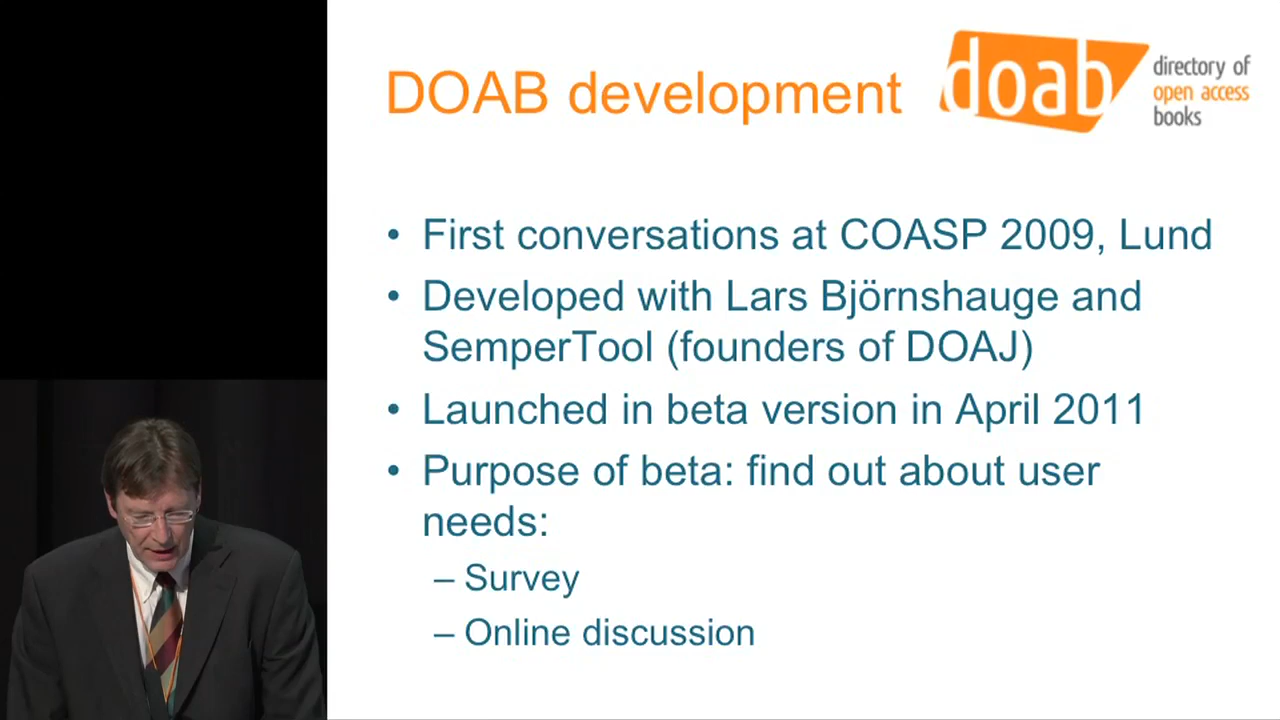 DOAB development
doab
directory of
open access
books
• First conversations at COASP 2009, Lund
• Developed with Lars Björnshauge and
SemperTool (founders of DOAJ)
• Launched in beta version in April 2011
• Purpose of beta: find out about user
needs:
– Survey
– Online discussion